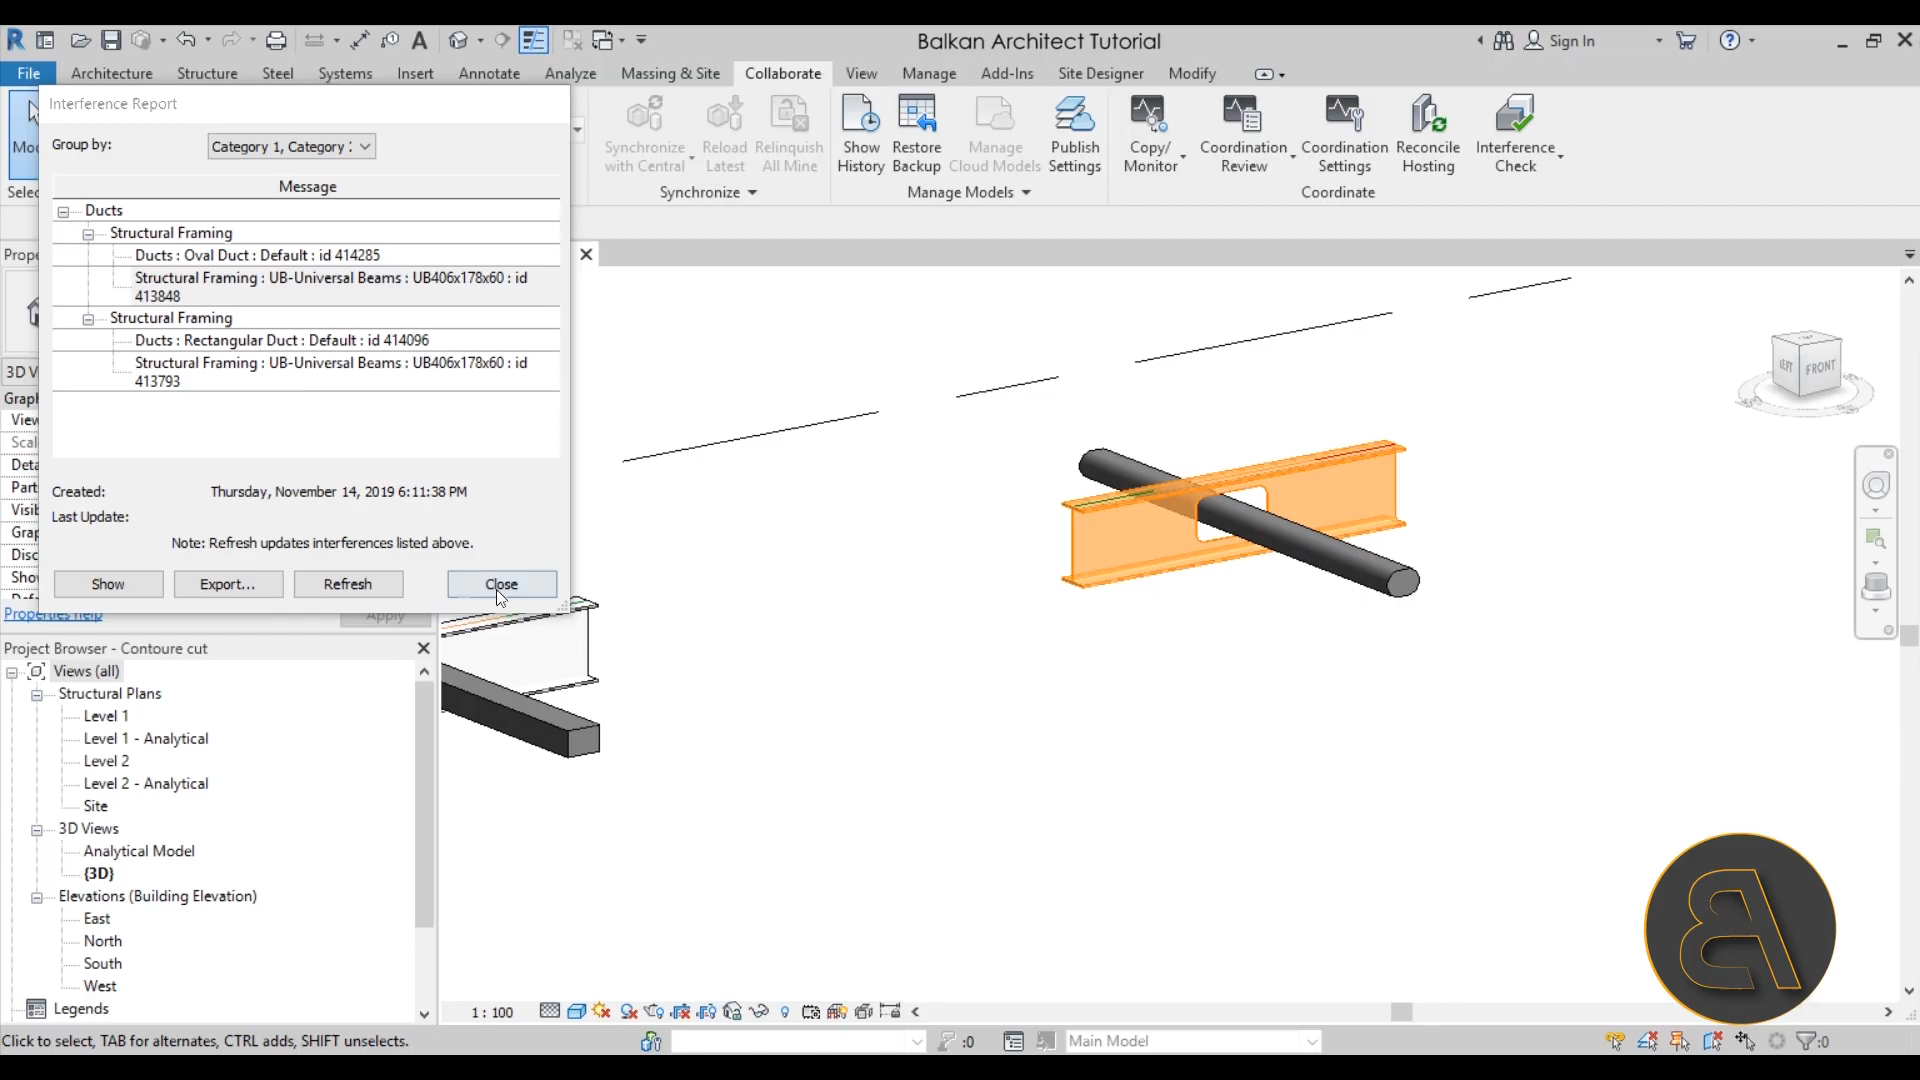 Balkan Architect Tutorial
Sign In
File
Architecture
Structure
Steel
Systems
Insert
Annotate
Analyze
Massing & Site
Collaborate
View
Manage
Add-Ins
Site Designer
Modify
Synchronize
with Central
Reload
Latest
Relinquish
All Mine
Show
History
Restore
Backup
Manage
Cloud Models
Publish
Settings
Copy/
Monitor
Coordination
Review
Coordination
Settings
Reconcile
Hosting
Interference
Check
Synchronize
Manage Models
Coordinate
Interference Report
Group by:
Category 1, Category
Message
Ducts
Structural Framing
Ducts : Oval Duct : Default : id 414285
Structural Framing : UB-Universal Beams : UB406x178x60 : id
413848
Structural Framing
Ducts : Rectangular Duct : Default : id 414096
Structural Framing : UB-Universal Beams : UB406x178x60 : id
413793
Created:
Thursday, November 14, 2019 6:11:38 PM
Last Update:
Note: Refresh updates interferences listed above.
Show
Export...
Refresh
Close
Properties help
Apply
Project Browser - Contoure cut
Views (all)
Structural Plans
Level 1
Level 1 - Analytical
Level 2
Level 2 - Analytical
Site
3D Views
Analytical Model
{3D}
Elevations (Building Elevation)
East
North
South
West
Legends
LEFT
FRONT
1 : 100
Click to select, TAB for alternates, CTRL adds, SHIFT unselects.
:0
Main Model
:0